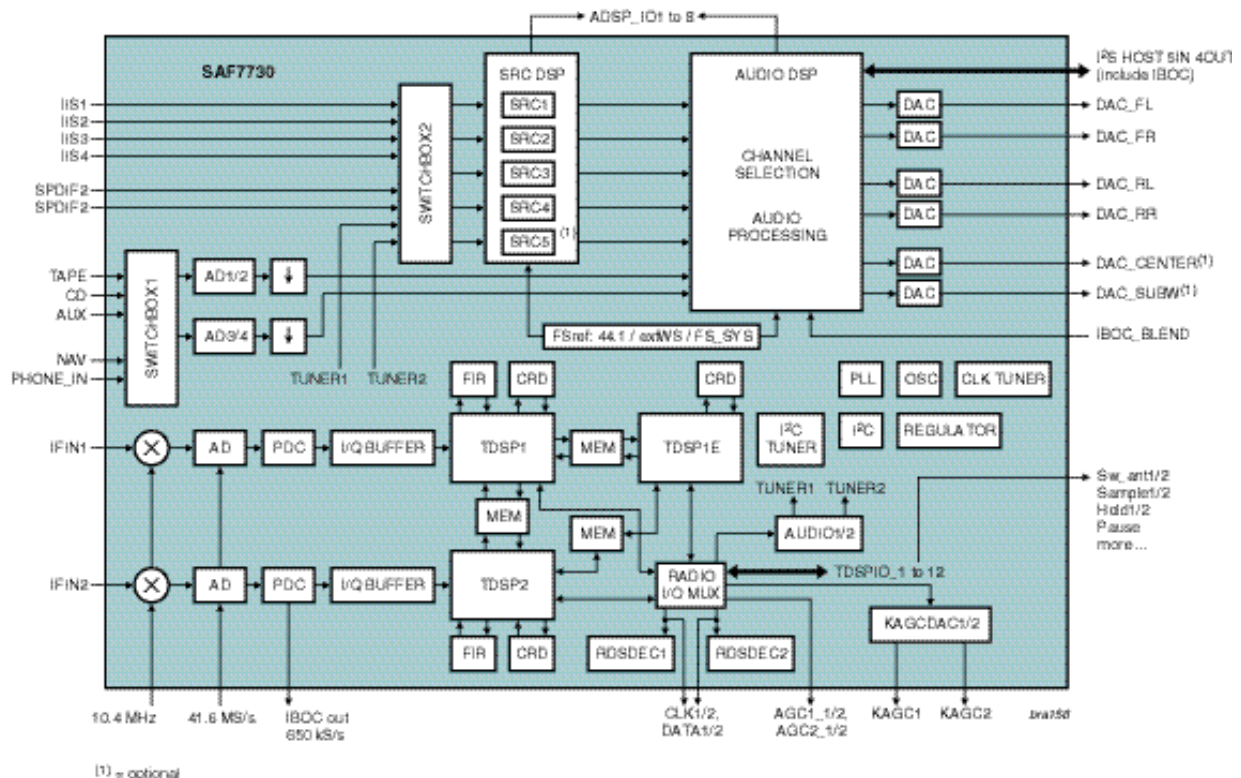 ADSP_IO1 to 8
SAF7730
SRC DSP
AUDIO DSP
I²S HOST 5IN 4OUT
(include IBOC)
IIS1
IIS2
IIS3
IIS4
SPDIF2
SPDIF2
SWITCHBOX2
SRC1
SRC2
SRC3
SRC4
SRC5 (1)
CHANNEL
SELECTION
AUDIO
PROCESSING
DAC
DAC_FL
DAC
DAC_FR
DAC
DAC_RL
DAC
DAC_RR
DAC
DAC_CENTER(1)
DAC
DAC_SUBW(1)
TAPE
CD
AUX
NAV
PHONE_IN
SWITCHBOX1
AD1/2
AD3/4
FSref: 44.1 / extWS / FS_SYS
IBOC_BLEND
TUNER1
TUNER2
FIR
CRD
CRD
PLL
OSC
CLK TUNER
IFIN1
AD
PDC
I/Q BUFFER
TDSP1
MEM
TDSP1E
I²C
TUNER
I²C
REGULATOR
TUNER1
TUNER2
Sw_ant1/2
Sample1/2
Hold1/2
Pause
more...
MEM
MEM
AUDIO1/2
IFIN2
AD
PDC
I/Q BUFFER
TDSP2
RADIO
I/Q MUX
TDSPIO_1 to 12
KAGCDAC1/2
FIR
CRD
RDSDEC1
RDSDEC2
10.4 MHz
41.6 MS/s
IBOC out
650 kS/s
CLK1/2,
DATA1/2
AGC1_1/2,
AGC2_1/2
KAGC1
KAGC2
bra156
(1) = optional